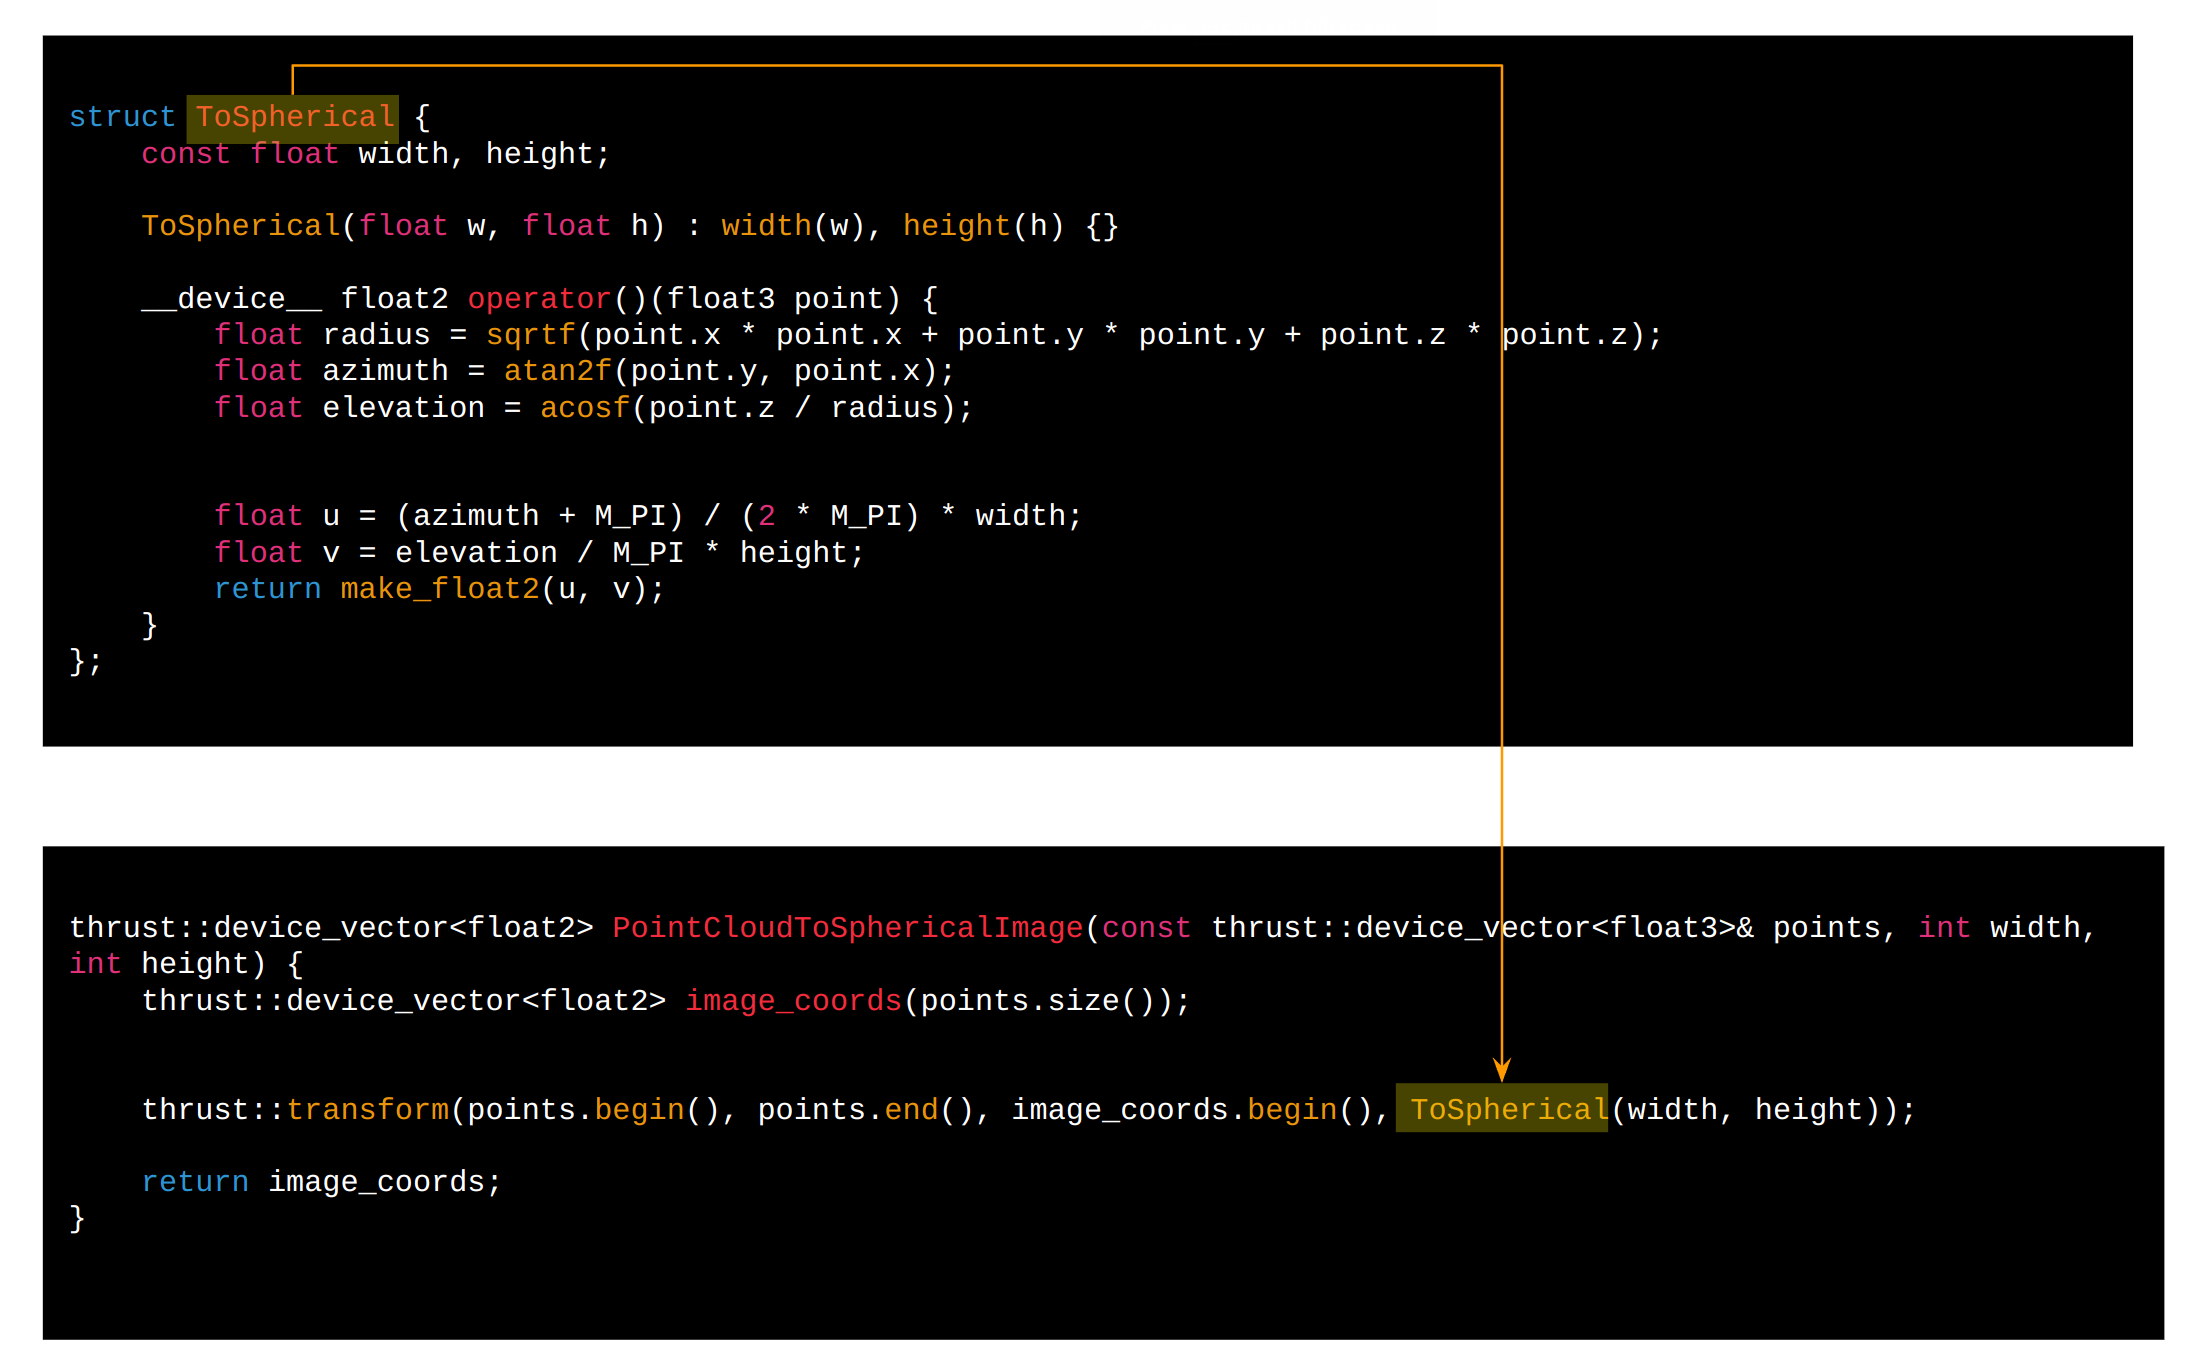 struct ToSpherical {
const float width, height;
ToSpherical(float w, float h) : width(w), height(h) {}
__device__ float2 operator()(float3 point) {
float radius = sqrtf(point.x * point.x + point.y * point.y + point.z * point.z);
float azimuth = atan2f(point.y, point.x);
float elevation = acosf(point.z / radius);
float u = (azimuth + M_PI) / (2 * M_PI) * width;
float v = elevation / M_PI * height;
return make_float2(u, v);
}
};
thrust::device_vector<float2> PointCloudToSphericalImage(const thrust::device_vector<float3>& points, int width,
int height) {
thrust::device_vector<float2> image_coords(points.size());
thrust::transform(points.begin(), points.end(), image_coords.begin(), ToSpherical(width, height));
return image_coords;
}